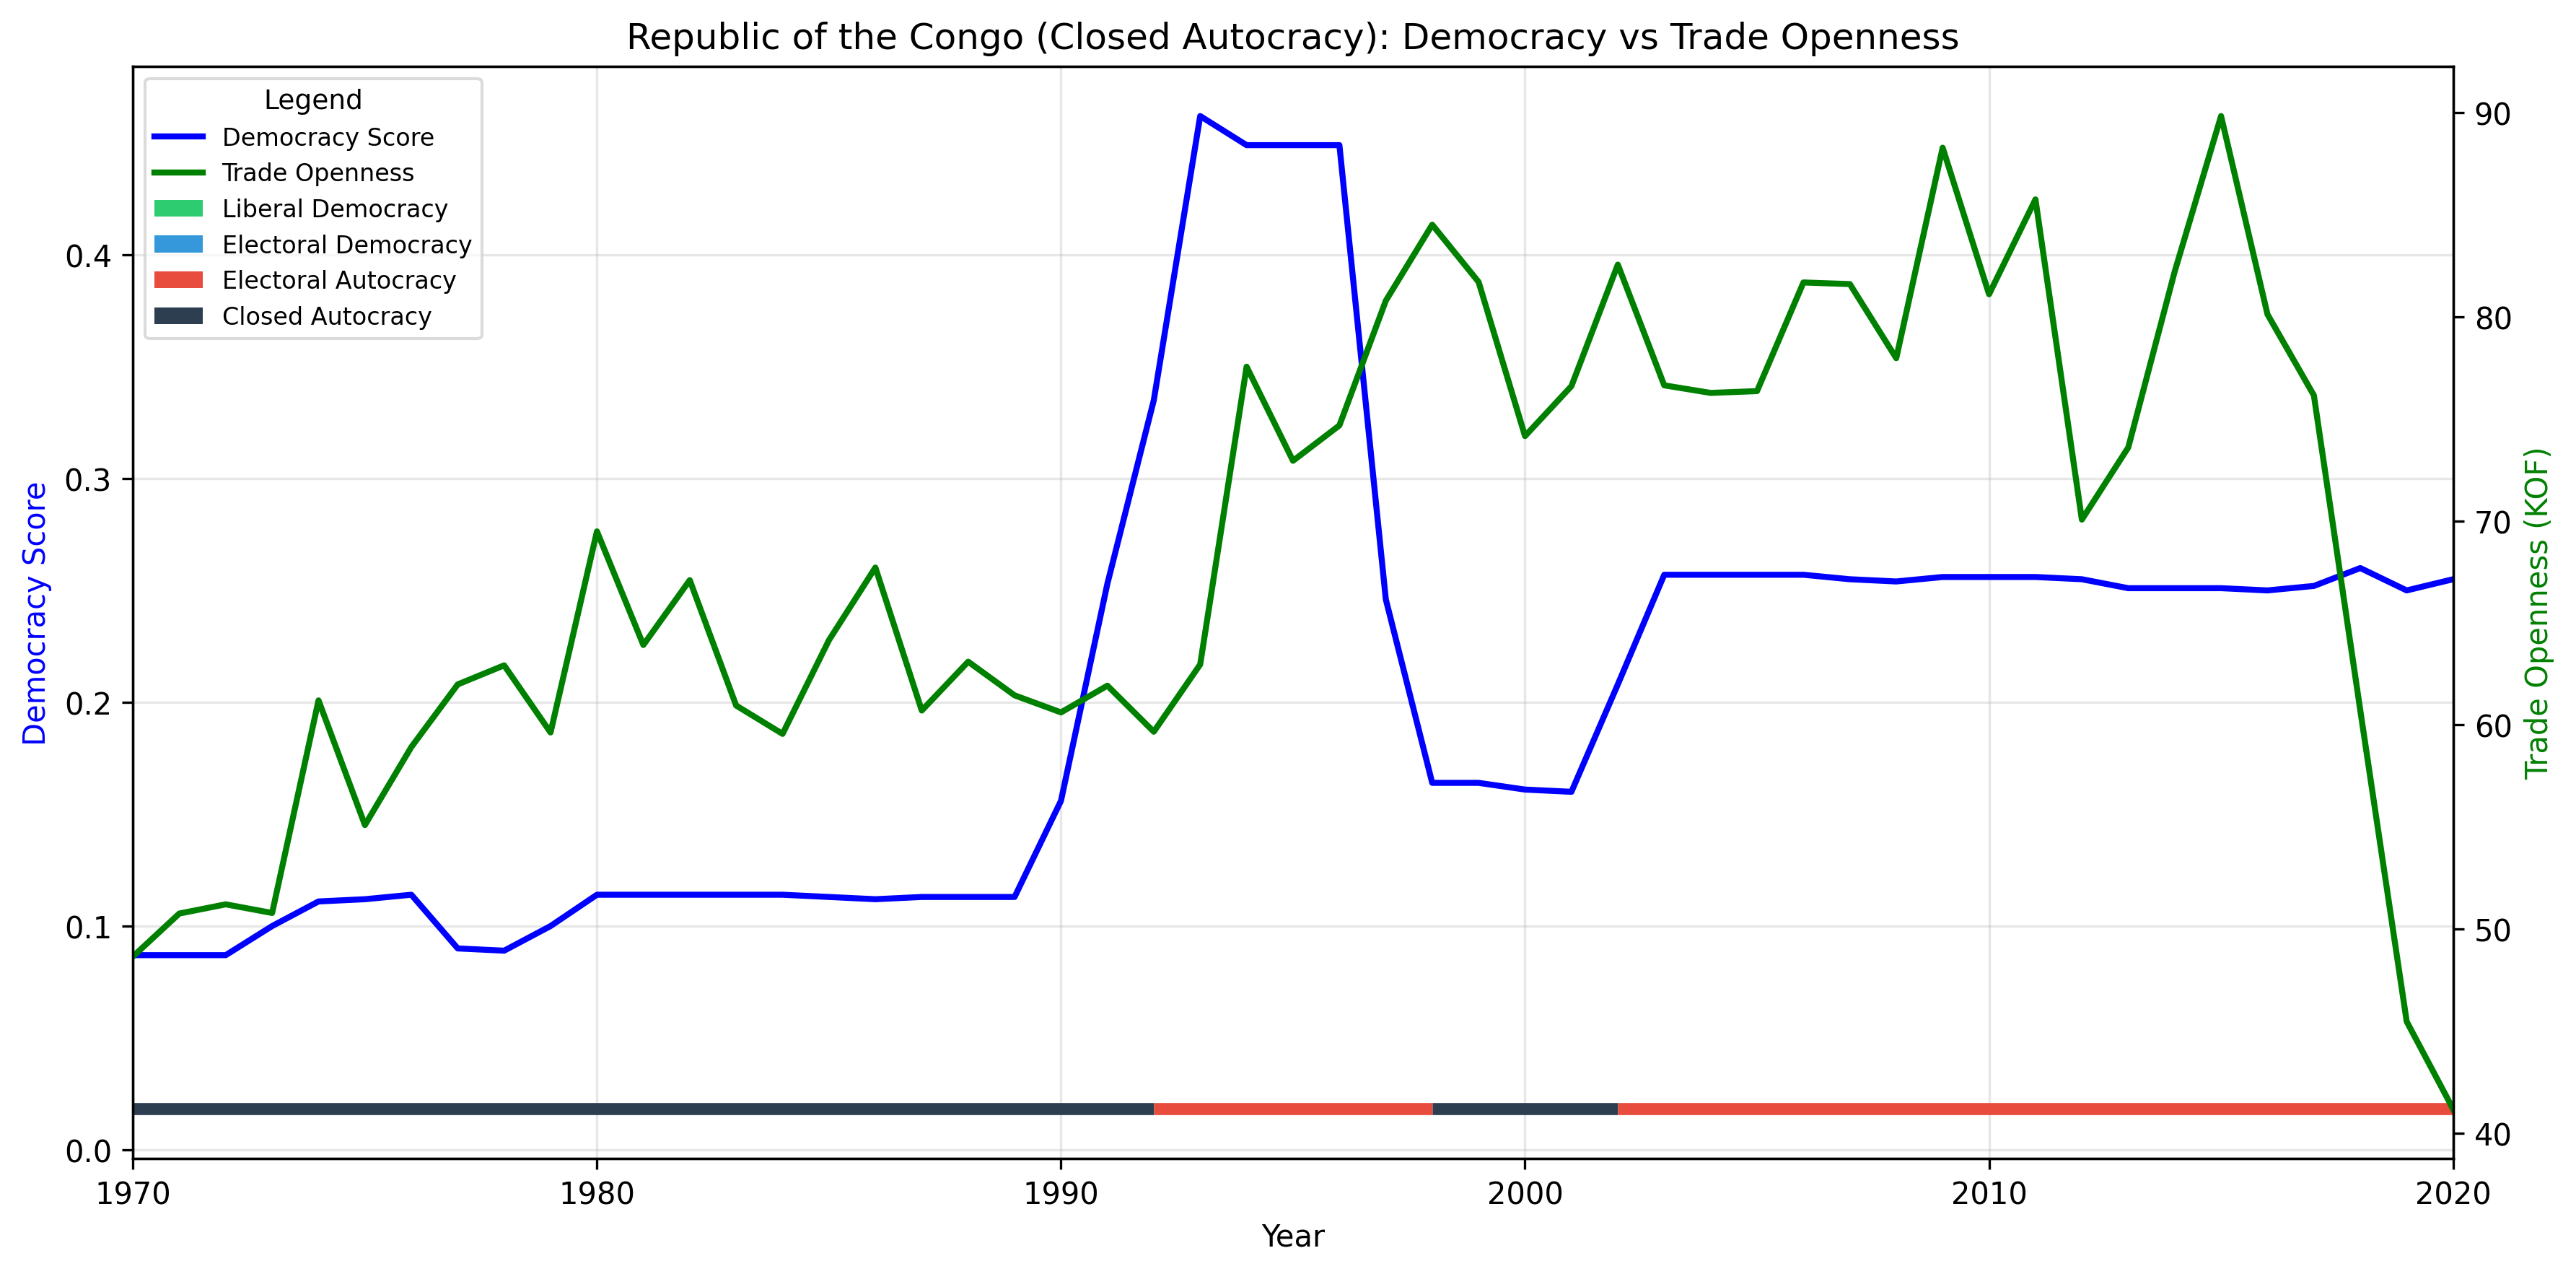 Republic of the Congo (Closed Autocracy): Democracy vs Trade Openness
Legend
Democracy Score
Trade Openness
Liberal Democracy
Electoral Democracy
Electoral Autocracy
Closed Autocracy
Democracy Score
0.4
0.3
0.2
0.1
0.0
90
80
70
60
50
40
Trade Openness (KOF)
1970
1980
1990
2000
2010
2020
Year